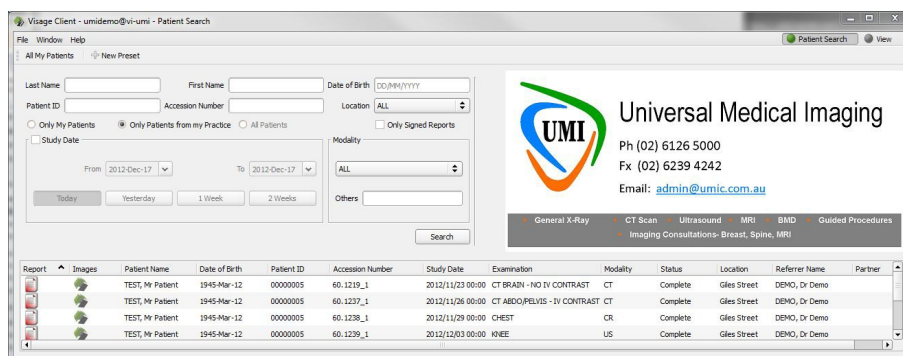 Visage Client - umidemo@vi-umi - Patient Search
File Window Help
Patient Search View
All My Patients New Preset
Last Name First Name Date of Birth DD/MM/YYYY
Patient ID Accession Number Location ALL
Only My Patients Only Patients from my Practice All Patients Only Signed Reports
Study Date Modality
From 2012-Dec-17 To 2012-Dec-17 ALL
Today Yesterday 1 Week 2 Weeks Others
Search
UMI
Universal Medical Imaging
Ph (02) 6126 5000
Fx (02) 6239 4242
Email: admin@umic.com.au
General X-Ray CT Scan Ultrasound MRI BMD Guided Procedures
Imaging Consultations- Breast, Spine, MRI
Report Images Patient Name Date of Birth Patient ID Accession Number Study Date Examination Modality Status Location Referrer Name Partner
TEST, Mr Patient 1945-Mar-12 00000005 60.1219_1 2012/11/23 00:00 CT BRAIN - NO IV CONTRAST CT Complete Giles Street DEMO, Dr Demo
TEST, Mr Patient 1945-Mar-12 00000005 60.1237_1 2012/11/26 00:00 CT ABDO/PELVIS - IV CONTRAST CT Complete Giles Street DEMO, Dr Demo
TEST, Mr Patient 1945-Mar-12 00000005 60.1238_1 2012/11/29 00:00 CHEST CR Complete Giles Street DEMO, Dr Demo
TEST, Mr Patient 1945-Mar-12 00000005 60.1239_1 2012/12/03 00:00 KNEE US Complete Giles Street DEMO, Dr Demo